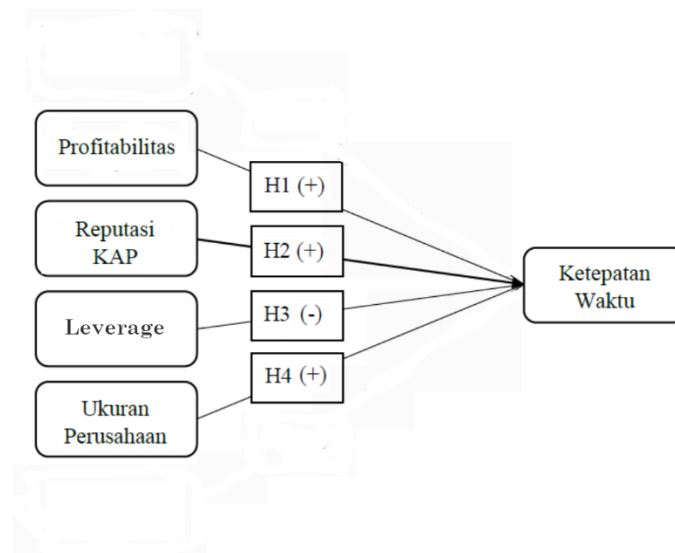 Profitabilitas
H1 (+)
Reputasi
KAP
H2 (+)
Leverage
H3 (-)
Ukuran
Perusahaan
H4 (+)
Ketepatan
Waktu